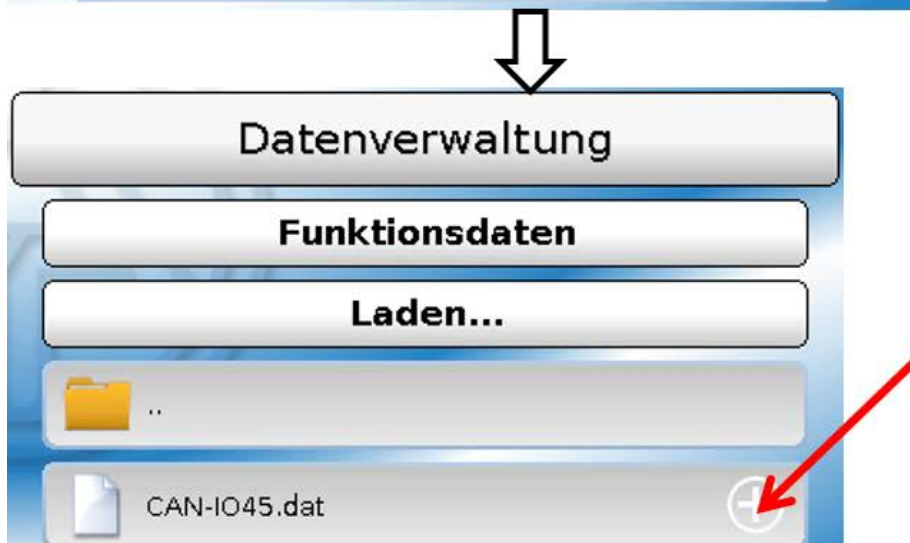 Datenverwaltung
Funktionsdaten
Laden...
..
CAN-IO45.dat